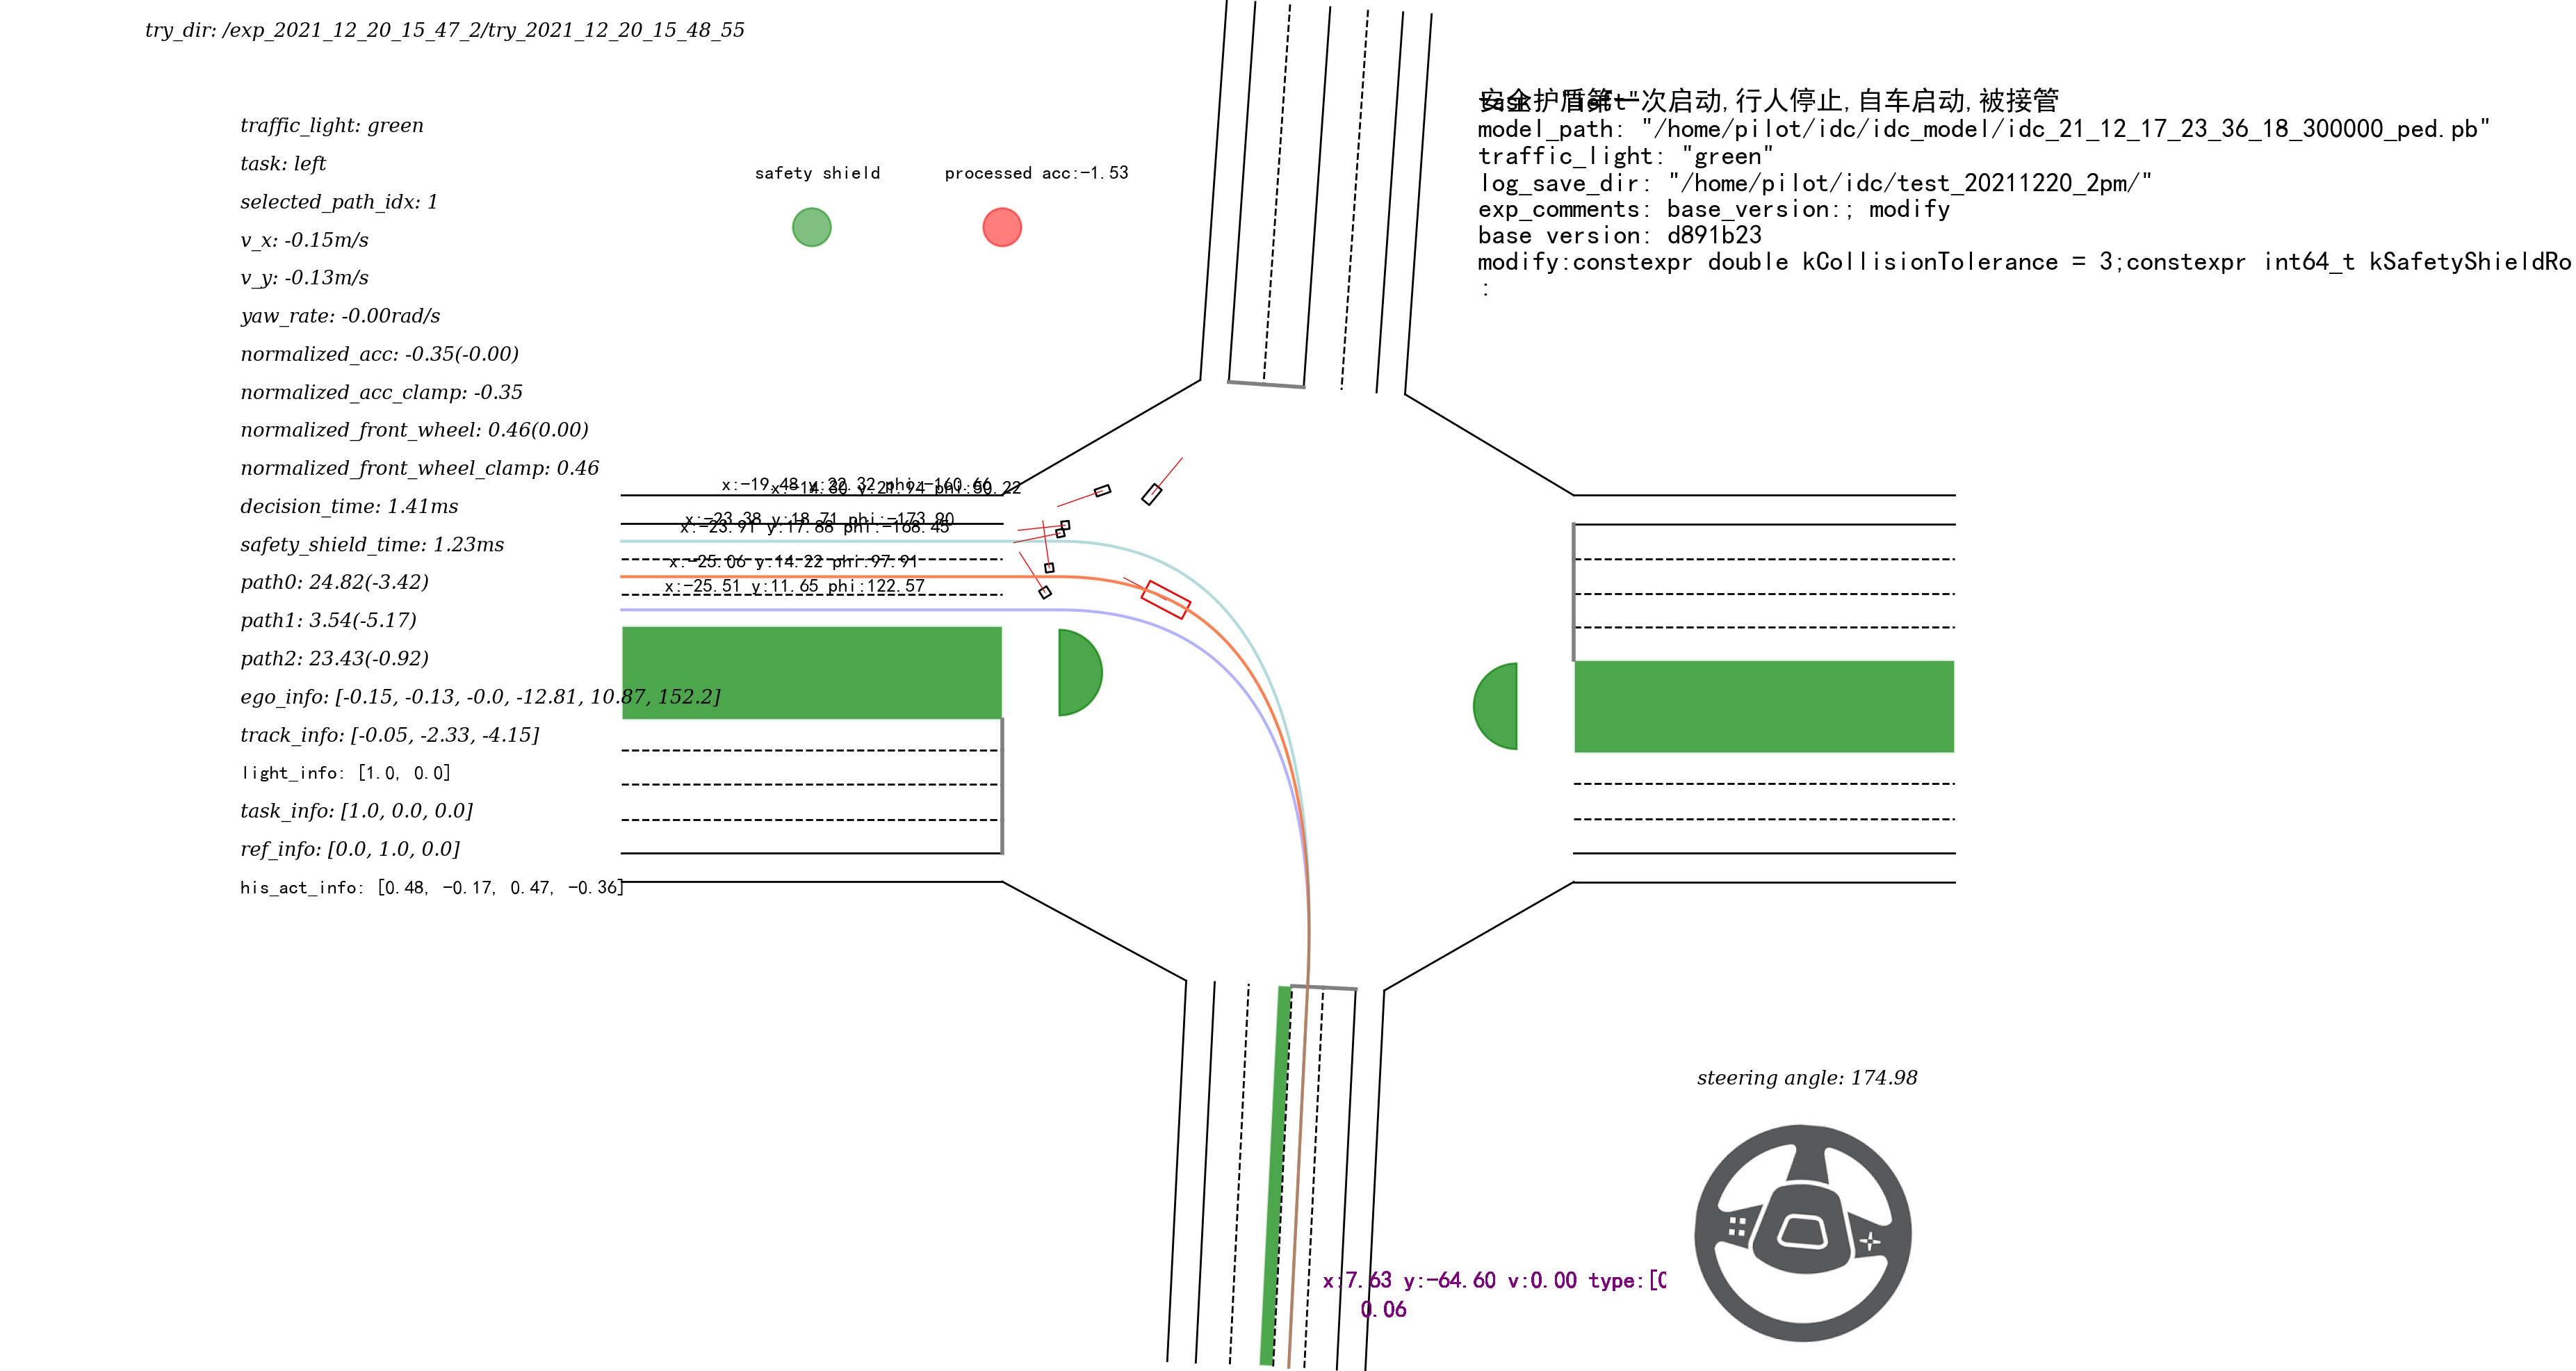 try_dir: /exp_2021_12_20_15_47_2/try_2021_12_20_15_48_55
traffic_light: green
task: left
selected_path_idx: 1
v_x: -0.15m/s
v_y: -0.13m/s
yaw_rate: -0.00rad/s
normalized_acc: -0.35(-0.00)
normalized_acc_clamp: -0.35
normalized_front_wheel: 0.46(0.00)
normalized_front_wheel_clamp: 0.46
decision_time: 1.41ms
safety_shield_time: 1.23ms
path0: 24.82(-3.42)
path1: 3.54(-5.17)
path2: 23.43(-0.92)
ego_info: [-0.15, -0.13, -0.0, -12.81, 10.87, 152.2]
track_info: [-0.05, -2.33, -4.15]
light_info: [1.0, 0.0]
task_info: [1.0, 0.0, 0.0]
ref_info: [0.0, 1.0, 0.0]
his_act_info: [0.48, -0.17, 0.47, -0.36]
safety shield
processed acc:-1.53
安全护盾第一次启动,行人停止,自车启动,被接管
model_path: "/home/pilot/idc/idc_model/idc_21_12_17_23_36_18_300000_ped.pb"
traffic_light: "green"
log_save_dir: "/home/pilot/idc/test_20211220_2pm/"
exp_comments: base_version:; modify
base version: d891b23
modify:constexpr double kCollisionTolerance = 3;constexpr int64_t kSafetyShieldRo
:
x:-19.48 y:22.32 phi:-160.66
x:-23.38 y:18.71 phi:-173.90
x:-23.91 y:17.88 phi:-168.45
x:-25.06 y:14.22 phi:97.91
x:-25.51 y:11.65 phi:122.57
steering angle: 174.98
x:7.63 y:-64.60 v:0.00 type:[0
0.06